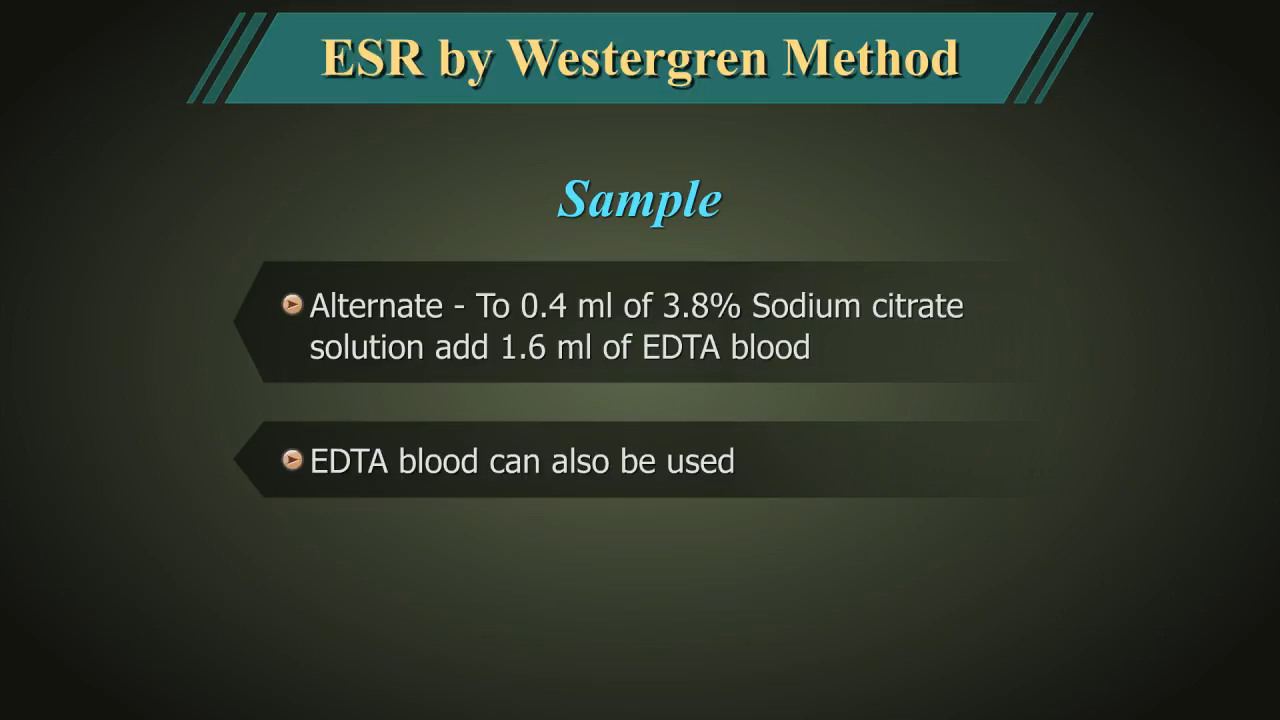 ESR by Westergren Method
Sample
Alternate - To 0.4 ml of 3.8% Sodium citrate
solution add 1.6 ml of EDTA blood
EDTA blood can also be used